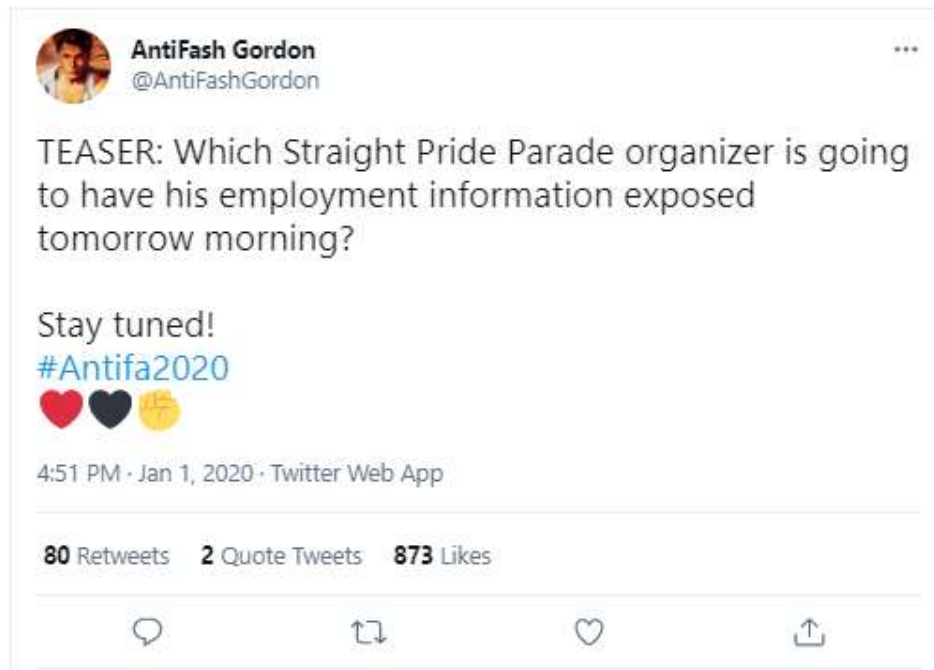 AntiFash Gordon
@AntiFashGordon
TEASER: Which Straight Pride Parade organizer is going
to have his employment information exposed
tomorrow morning?
Stay tuned!
#Antifa2020
❤️🖤✊
4:51 PM · Jan 1, 2020 · Twitter Web App
80 Retweets 2 Quote Tweets 873 Likes